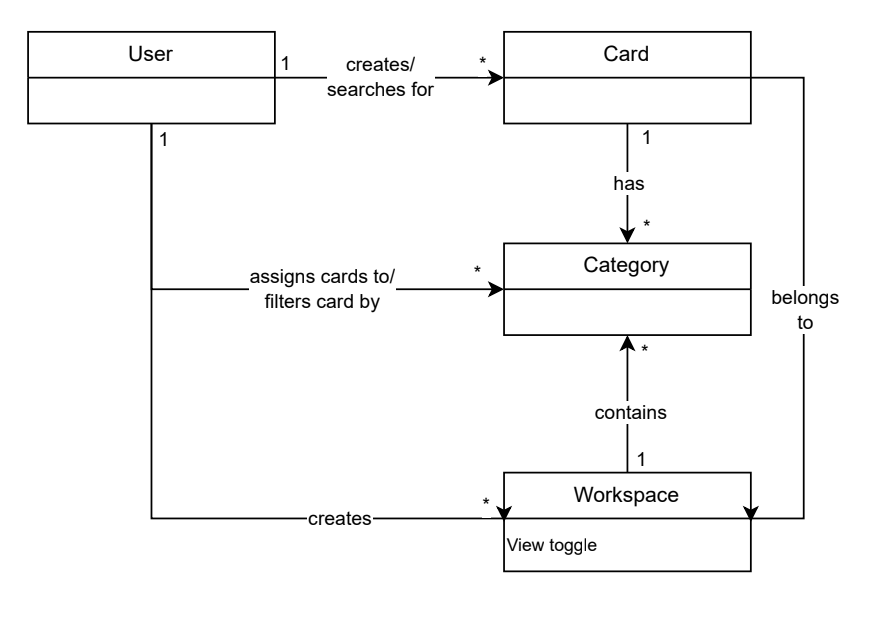 User
Card
1
creates/
searches for
*
1
1
has
*
Category
assigns cards to/
filters card by
*
belongs
to
*
contains
1
Workspace
*
creates
View toggle